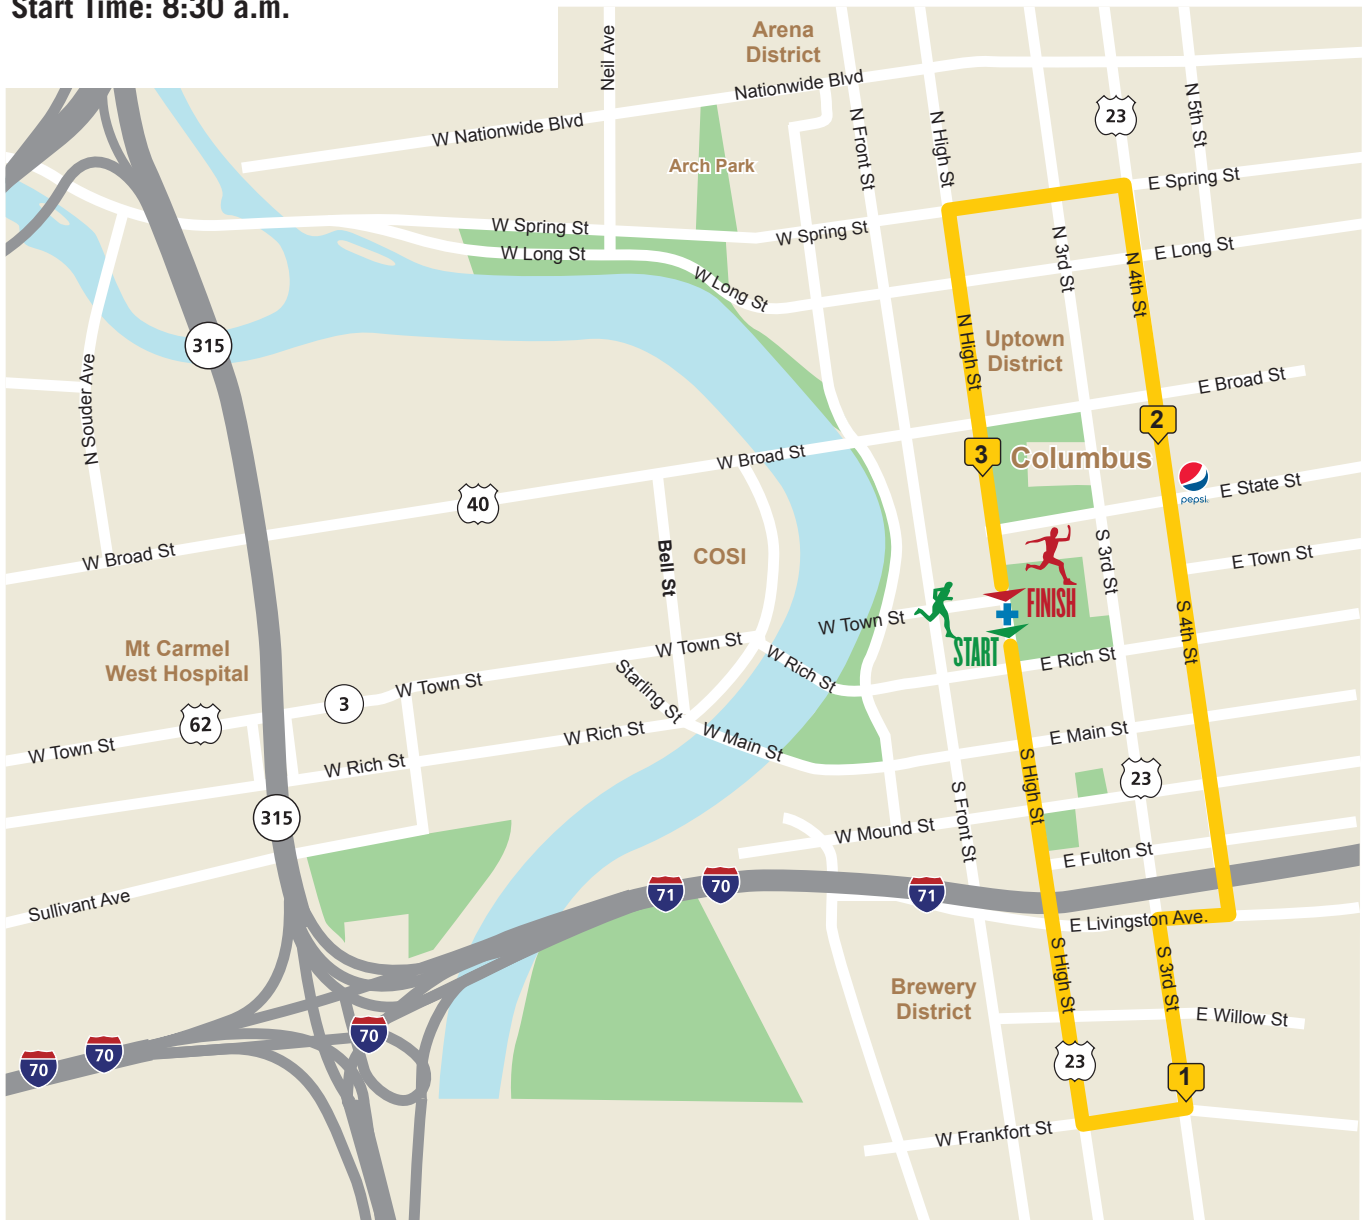 Start Time: 8:30 a.m.
Neil Ave
Arena
District
Nationwide Blvd
W Nationwide Blvd
N Front St
N High St
23
N 5th St
Arch Park
E Spring St
W Spring St
W Spring St
W Long St
W Long St
N 3rd St
N 4th St
E Long St
315
N Souder Ave
N High St
Uptown
District
E Broad St
2
3
Columbus
W Broad St
pepsi.
E State St
40
W Broad St
Bell St
COSI
S 3rd St
E Town St
FINISH
START
W Town St
S 4th St
Mt Carmel
West Hospital
W Town St
W Rich St
E Rich St
Starling St
W Town St
3
62
W Town St
W Rich St
W Rich St
W Main St
E Main St
S High St
23
315
S Front St
W Mound St
E Fulton St
71
70
71
Sullivant Ave
E Livingston Ave.
S High St
S 3rd St
Brewery
District
E Willow St
70
70
70
23
1
W Frankfort St